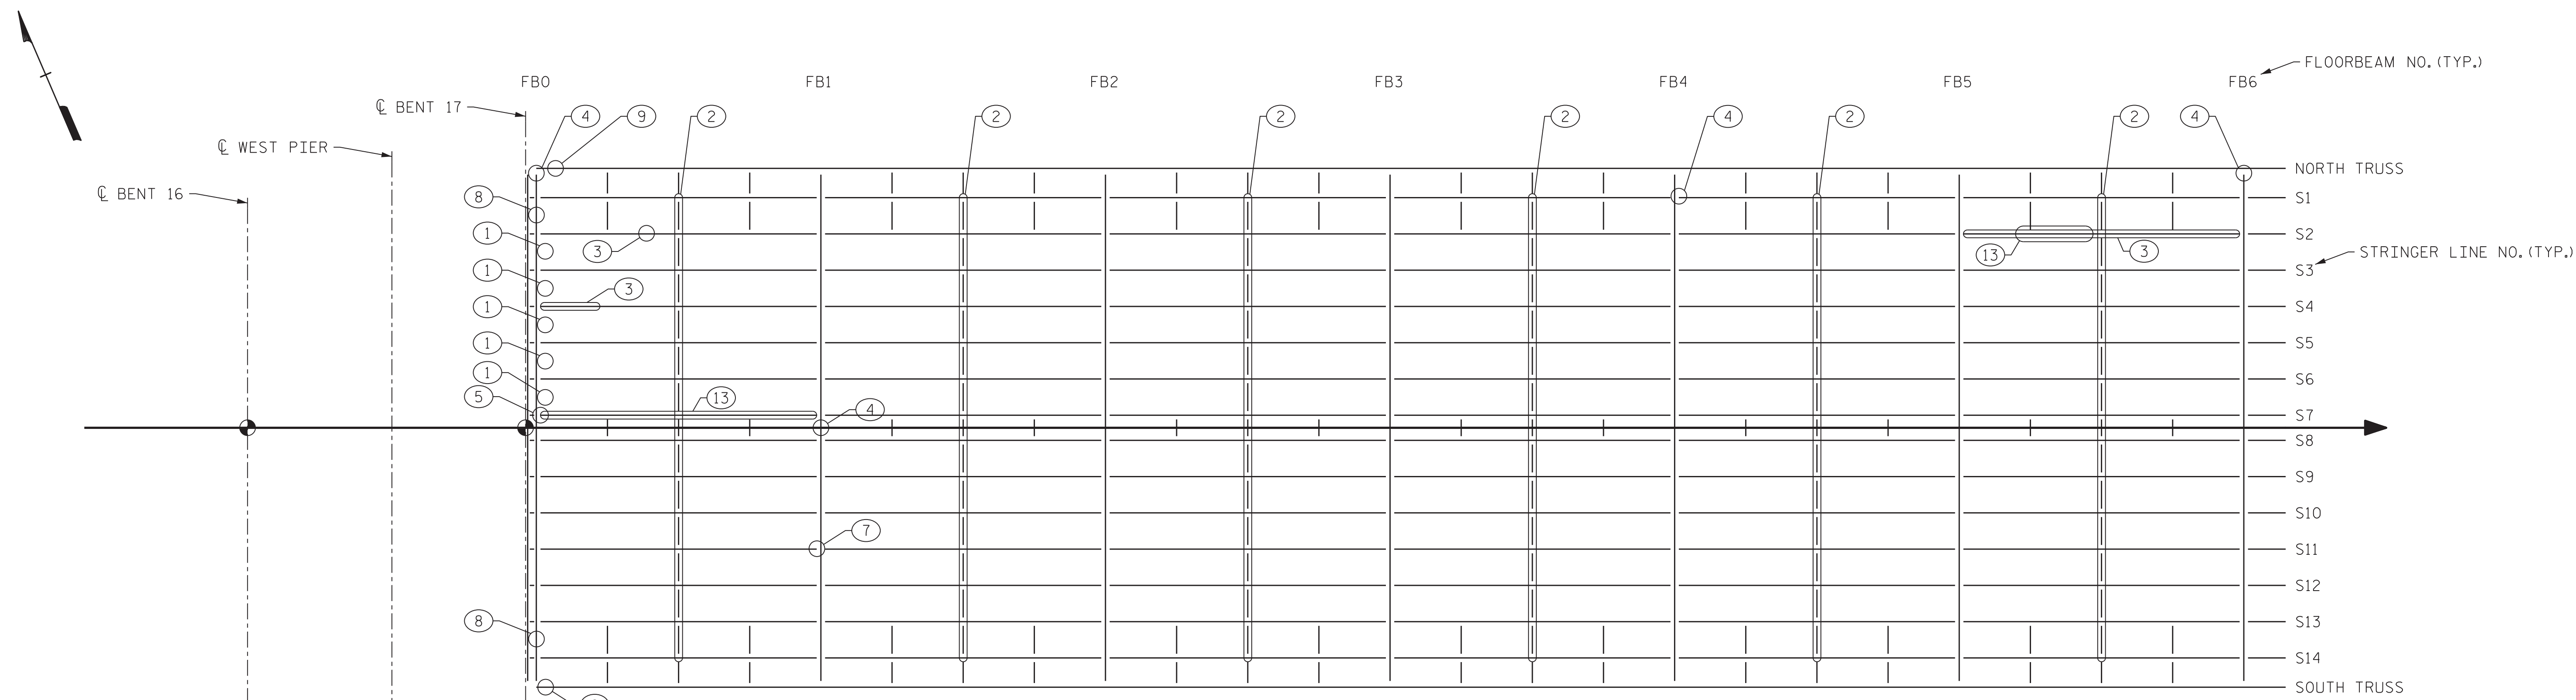 FB0 FB1 FB2 FB3 FB4 FB5 FB6
FLOORBEAM NO. (TYP.)
℄ BENT 17
4 9 2 2 2 2 4 2 2 4
℄ WEST PIER
NORTH TRUSS
℄ BENT 16
8
S1
1
3
S2
13 3
STRINGER LINE NO. (TYP.)
1
S3
3
1
S4
1
S5
1
S6
5
13
4
S7
S8
S9
S10
7
S11
S12
8
S13
S14
SOUTH TRUSS